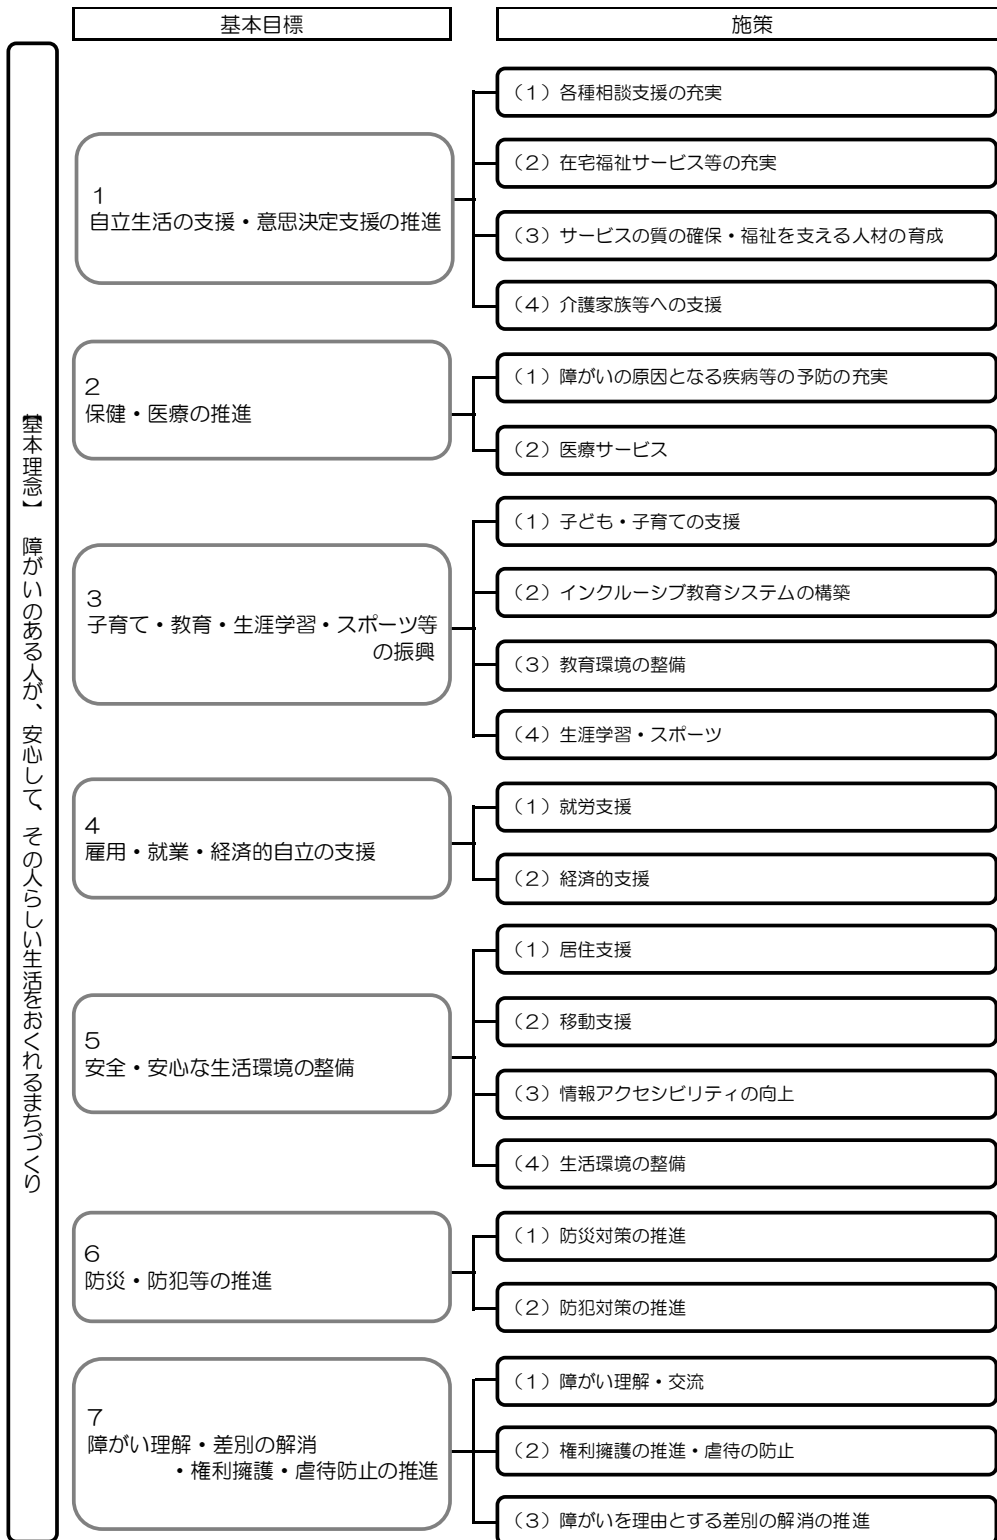 基本目標
施策
【基本理念】 障がいのある人が、安心して、その人らしい生活をおくれるまちづくり
1
自立生活の支援・意思決定支援の推進
(1)各種相談支援の充実
(2)在宅福祉サービス等の充実
(3)サービスの質の確保・福祉を支える人材の育成
(4)介護家族等への支援
2
保健・医療の推進
(1)障がいの原因となる疾病等の予防の充実
(2)医療サービス
3
子育て・教育・生涯学習・スポーツ等
の振興
(1)子ども・子育ての支援
(2)インクルーシブ教育システムの構築
(3)教育環境の整備
(4)生涯学習・スポーツ
4
雇用・就業・経済的自立の支援
(1)就労支援
(2)経済的支援
5
安全・安心な生活環境の整備
(1)居住支援
(2)移動支援
(3)情報アクセシビリティの向上
(4)生活環境の整備
6
防災・防犯等の推進
(1)防災対策の推進
(2)防犯対策の推進
7
障がい理解・差別の解消
・権利擁護・虐待防止の推進
(1)障がい理解・交流
(2)権利擁護の推進・虐待の防止
(3)障がいを理由とする差別の解消の推進